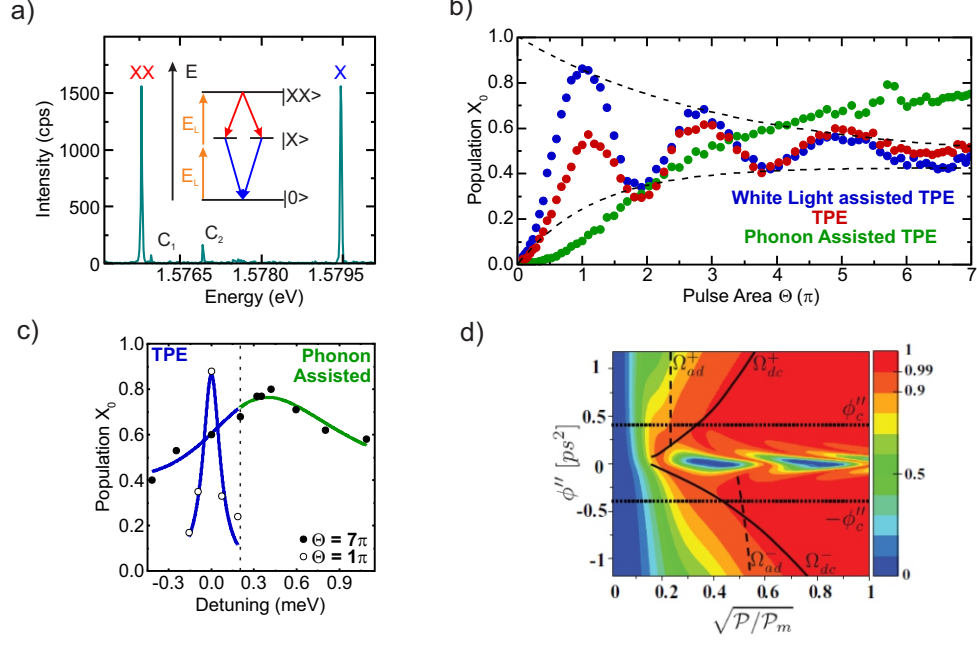 a)
XX
X
E
|XX>
E_L
|X>
E_L
|0>
C_1
C_2
1500
1000
500
0
1.5765
1.5780
1.5795
Intensity (cps)
Energy (eV)
b)
1.0
0.8
0.6
0.4
0.2
0.0
0
1
2
3
4
5
6
7
Population X_0
Pulse Area Θ (π)
White Light assisted TPE
TPE
Phonon Assisted TPE
c)
TPE
Phonon
Assisted
1.0
0.8
0.6
0.4
0.2
0.0
-0.3
0.0
0.3
0.6
0.9
Population X_0
Detuning (meV)
Θ = 7π
Θ = 1π
d)
Ω_ad^+
Ω_dc^+
ϕ_c''
-ϕ_c''
Ω_ad^-
Ω_dc^-
1
0.5
0
-0.5
-1
ϕ'' [ps^2]
0
0.2
0.4
0.6
0.8
1
√P/P_m
1
0.99
0.9
0.5
0